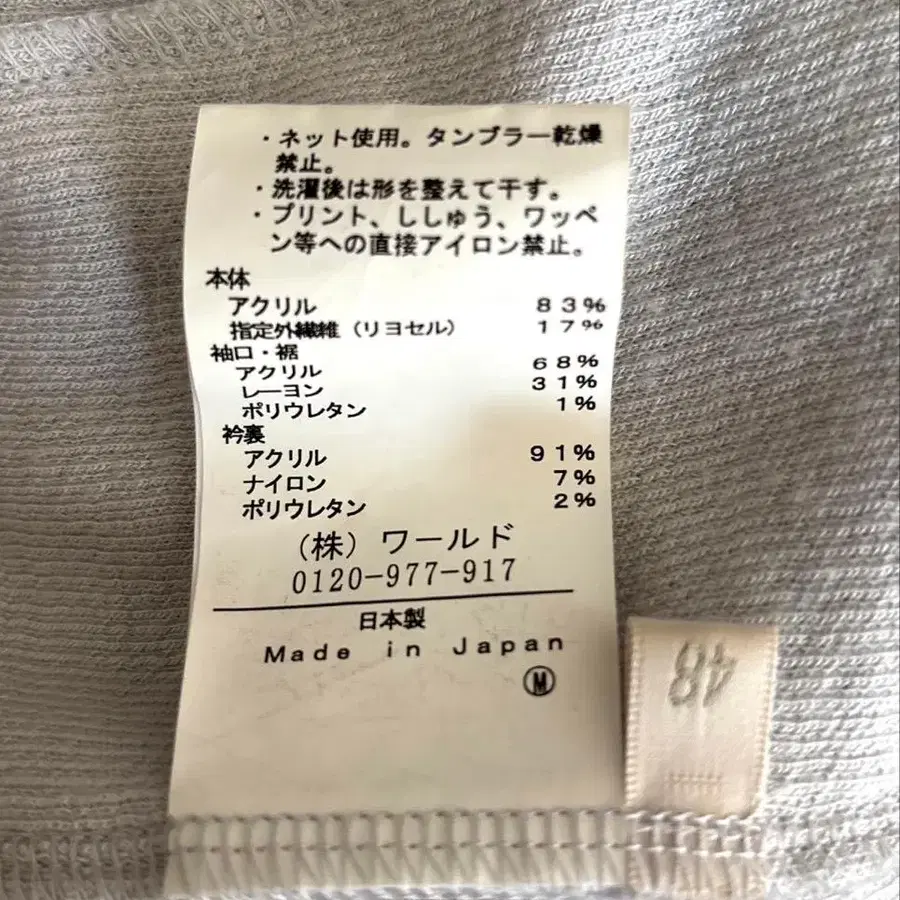 ・ネット使用。タンブラー乾燥
禁止。
・洗濯後は形を整えて干す。
・プリント、ししゅう、ワッペ
ン等への直接アイロン禁止。
本体
アクリル 83%
指定外繊維(リヨセル) 17%
袖口・裾
アクリル 68%
レーヨン 31%
ポリウレタン 1%
衿裏
アクリル 91%
ナイロン 7%
ポリウレタン 2%
(株)ワールド
0120-977-917
日本製
Made in Japan
Ⓜ
48